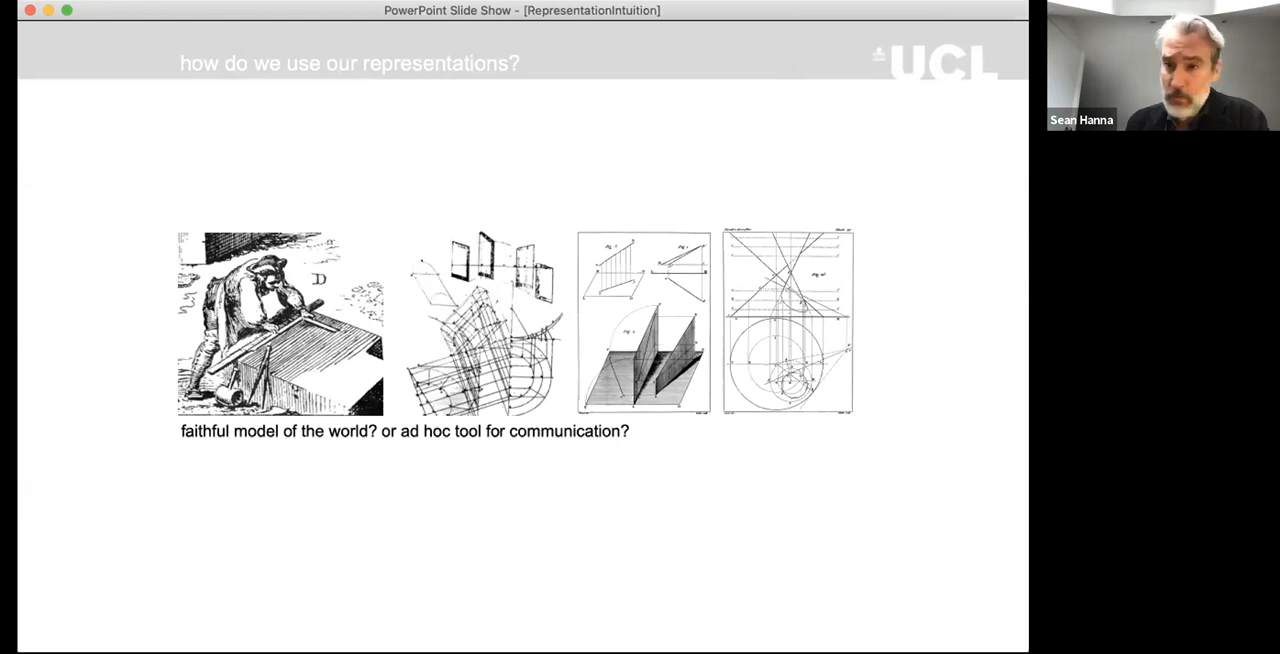 PowerPoint Slide Show - [RepresentationIntuition]
how do we use our representations?
UCL
Sean Hanna
D
faithful model of the world? or ad hoc tool for communication?